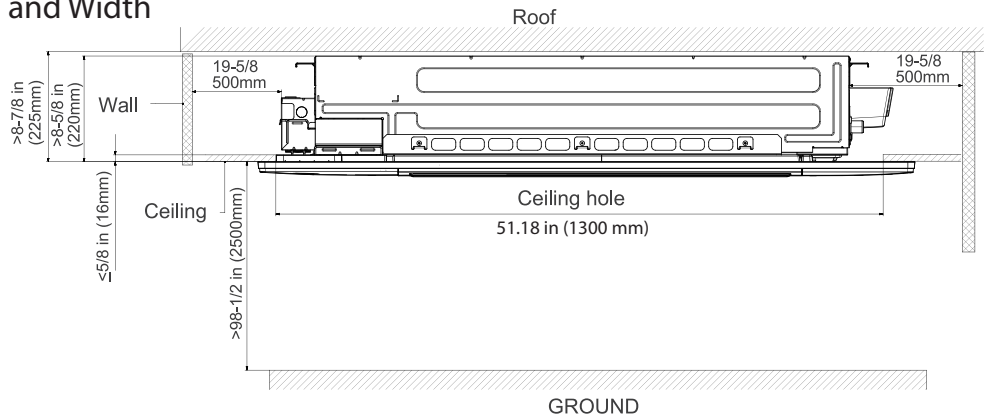 and Width
Roof
19-5/8
500mm
19-5/8
500mm
>8-7/8 in
(225mm)
>8-5/8 in
(220mm)
Wall
Ceiling
≤5/8 in (16mm)
>98-1/2 in (2500mm)
Ceiling hole
51.18 in (1300 mm)
GROUND